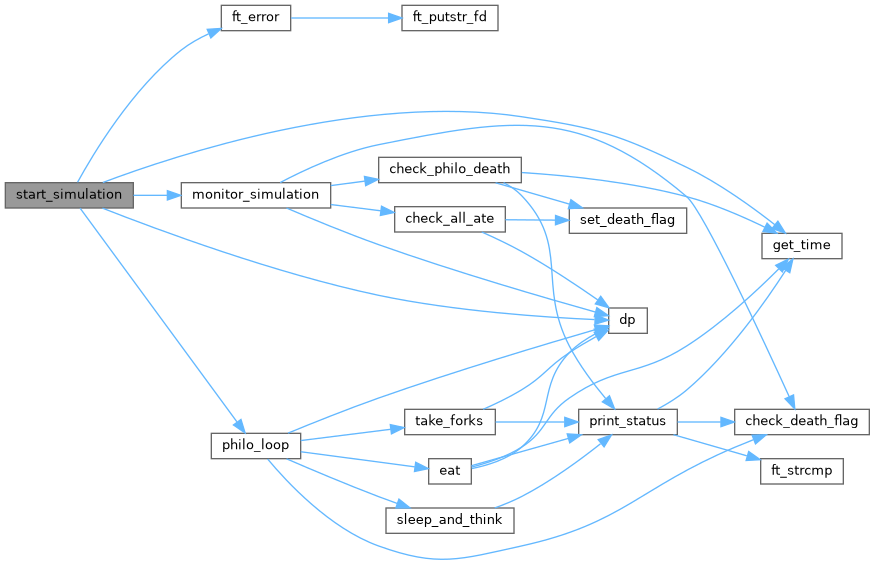 ft_error
ft_putstr_fd
check_philo_death
start_simulation
monitor_simulation
check_all_ate
set_death_flag
get_time
dp
take_forks
print_status
check_death_flag
philo_loop
eat
ft_strcmp
sleep_and_think